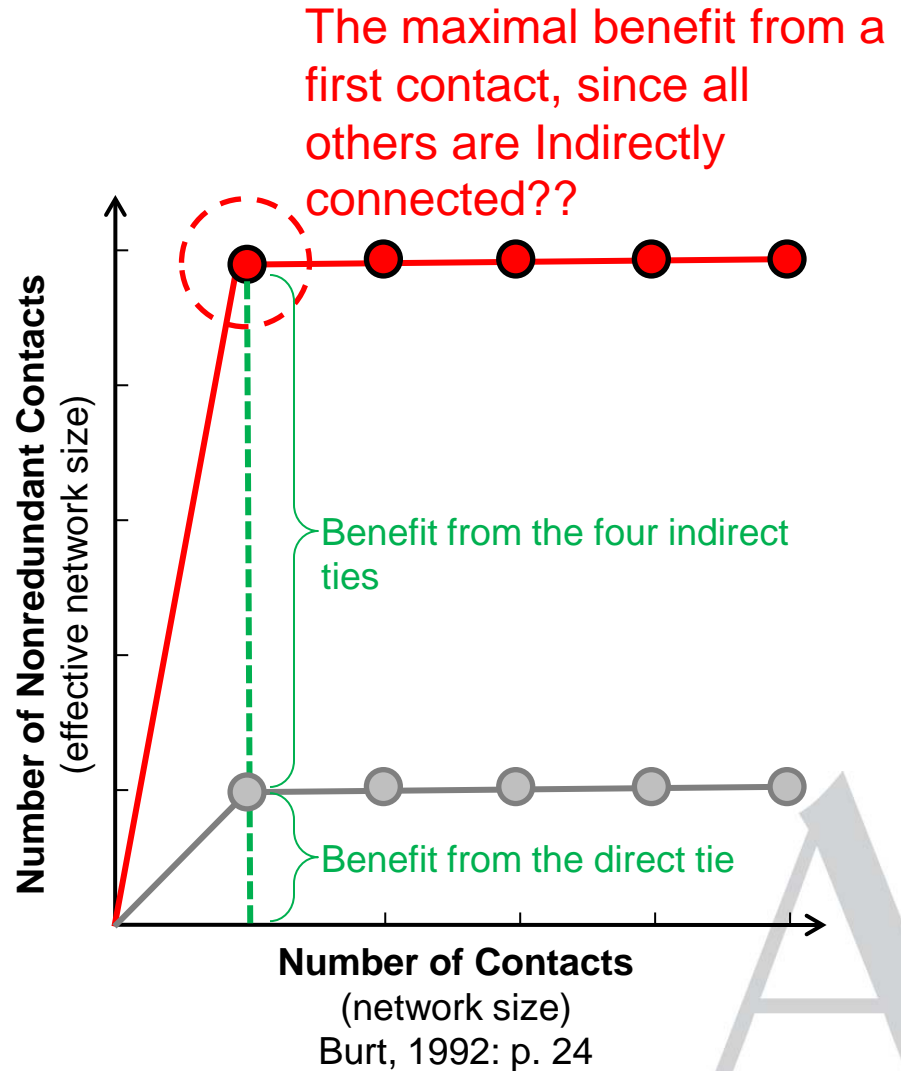 The maximal benefit from a
first contact, since all
others are Indirectly
connected??
Number of Nonredundant Contacts
(effective network size)
Benefit from the four indirect
ties
Benefit from the direct tie
Number of Contacts
(network size)
Burt, 1992: p. 24
A